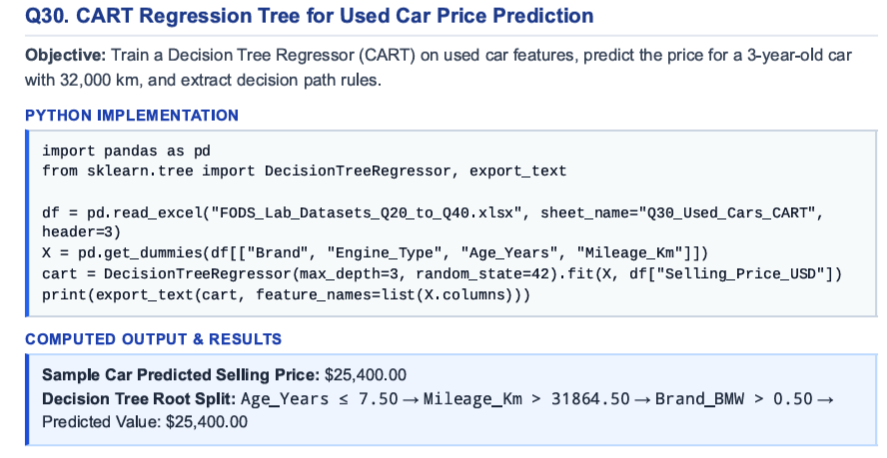 Q30. CART Regression Tree for Used Car Price Prediction
Objective: Train a Decision Tree Regressor (CART) on used car features, predict the price for a 3-year-old car
with 32,000 km, and extract decision path rules.
PYTHON IMPLEMENTATION
import pandas as pd
from sklearn.tree import DecisionTreeRegressor, export_text
df = pd.read_excel("FODS_Lab_Datasets_Q20_to_Q40.xlsx", sheet_name="Q30_Used_Cars_CART",
header=3)
X = pd.get_dummies(df[["Brand", "Engine_Type", "Age_Years", "Mileage_Km"]])
cart = DecisionTreeRegressor(max_depth=3, random_state=42).fit(X, df["Selling_Price_USD"])
print(export_text(cart, feature_names=list(X.columns)))
COMPUTED OUTPUT & RESULTS
Sample Car Predicted Selling Price: $25,400.00
Decision Tree Root Split: Age_Years ≤ 7.50 → Mileage_Km > 31864.50 → Brand_BMW > 0.50 →
Predicted Value: $25,400.00